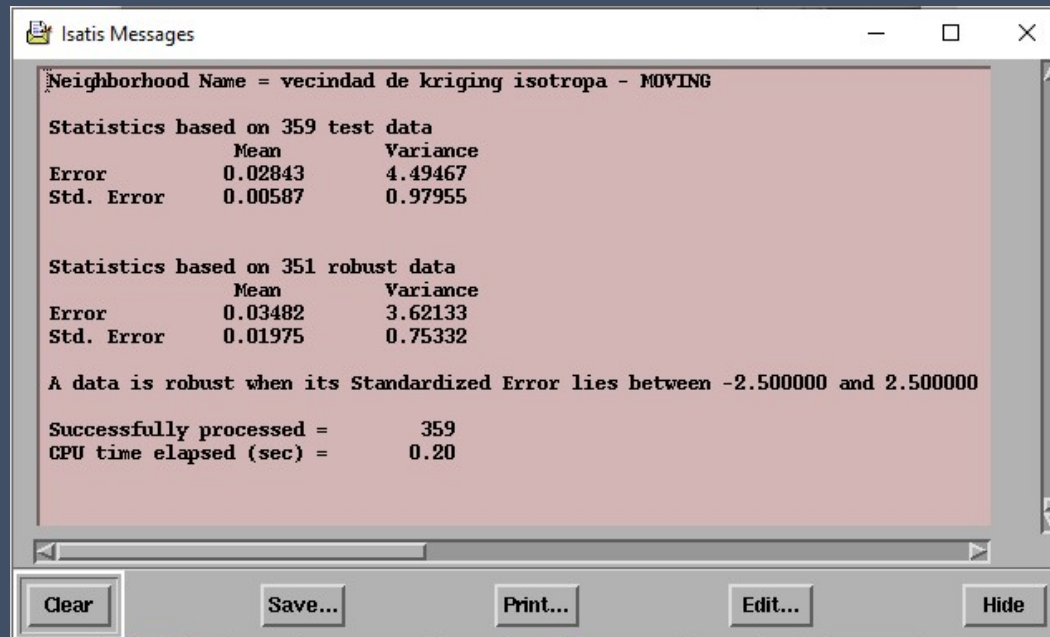 Isatis Messages
Neighborhood Name = vecindad de kriging isotropa - MOVING
Statistics based on 359 test data
Mean Variance
Error 0.02843 4.49467
Std. Error 0.00587 0.97955
Statistics based on 351 robust data
Mean Variance
Error 0.03482 3.62133
Std. Error 0.01975 0.75332
A data is robust when its Standardized Error lies between -2.500000 and 2.500000
Successfully processed = 359
CPU time elapsed (sec) = 0.20
Clear Save... Print... Edit... Hide